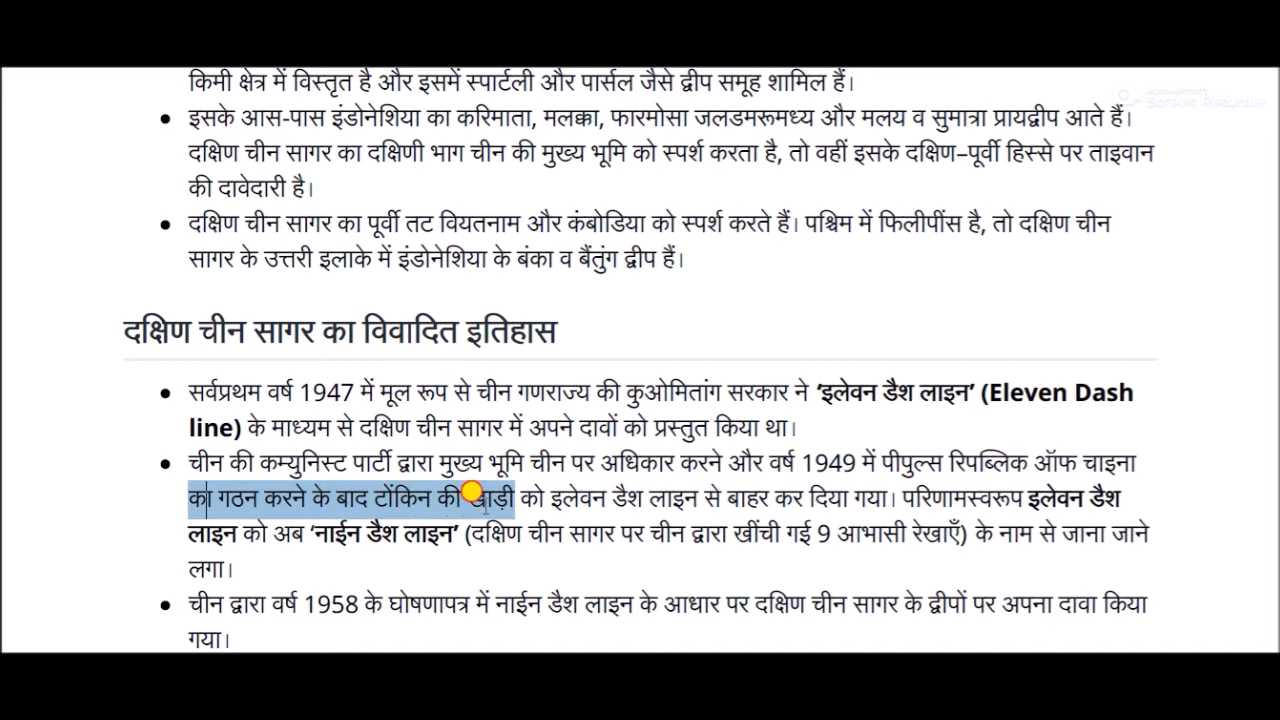 किमी क्षेत्र में विस्तृत है और इसमें स्पार्टली और पार्सल जैसे द्वीप समूह शामिल हैं।
इसके आस-पास इंडोनेशिया का करिमाता, मलक्का, फारमोसा जलडमरूमध्य और मलय व सुमात्रा प्रायद्वीप आते हैं।
दक्षिण चीन सागर का दक्षिणी भाग चीन की मुख्य भूमि को स्पर्श करता है, तो वहीं इसके दक्षिण–पूर्वी हिस्से पर ताइवान
की दावेदारी है।
दक्षिण चीन सागर का पूर्वी तट वियतनाम और कंबोडिया को स्पर्श करते हैं। पश्चिम में फिलीपींस है, तो दक्षिण चीन
सागर के उत्तरी इलाके में इंडोनेशिया के बंका व बैंतुंग द्वीप हैं।
दक्षिण चीन सागर का विवादित इतिहास
सर्वप्रथम वर्ष 1947 में मूल रूप से चीन गणराज्य की कुओमितांग सरकार ने ‘इलेवन डैश लाइन’ (Eleven Dash
line) के माध्यम से दक्षिण चीन सागर में अपने दावों को प्रस्तुत किया था।
चीन की कम्युनिस्ट पार्टी द्वारा मुख्य भूमि चीन पर अधिकार करने और वर्ष 1949 में पीपुल्स रिपब्लिक ऑफ चाइना
का गठन करने के बाद टोंकिन की खाड़ी को इलेवन डैश लाइन से बाहर कर दिया गया। परिणामस्वरूप इलेवन डैश
लाइन को अब ‘नाईन डैश लाइन’ (दक्षिण चीन सागर पर चीन द्वारा खींची गई 9 आभासी रेखाएँ) के नाम से जाना जाने
लगा।
चीन द्वारा वर्ष 1958 के घोषणापत्र में नाईन डैश लाइन के आधार पर दक्षिण चीन सागर के द्वीपों पर अपना दावा किया
गया।